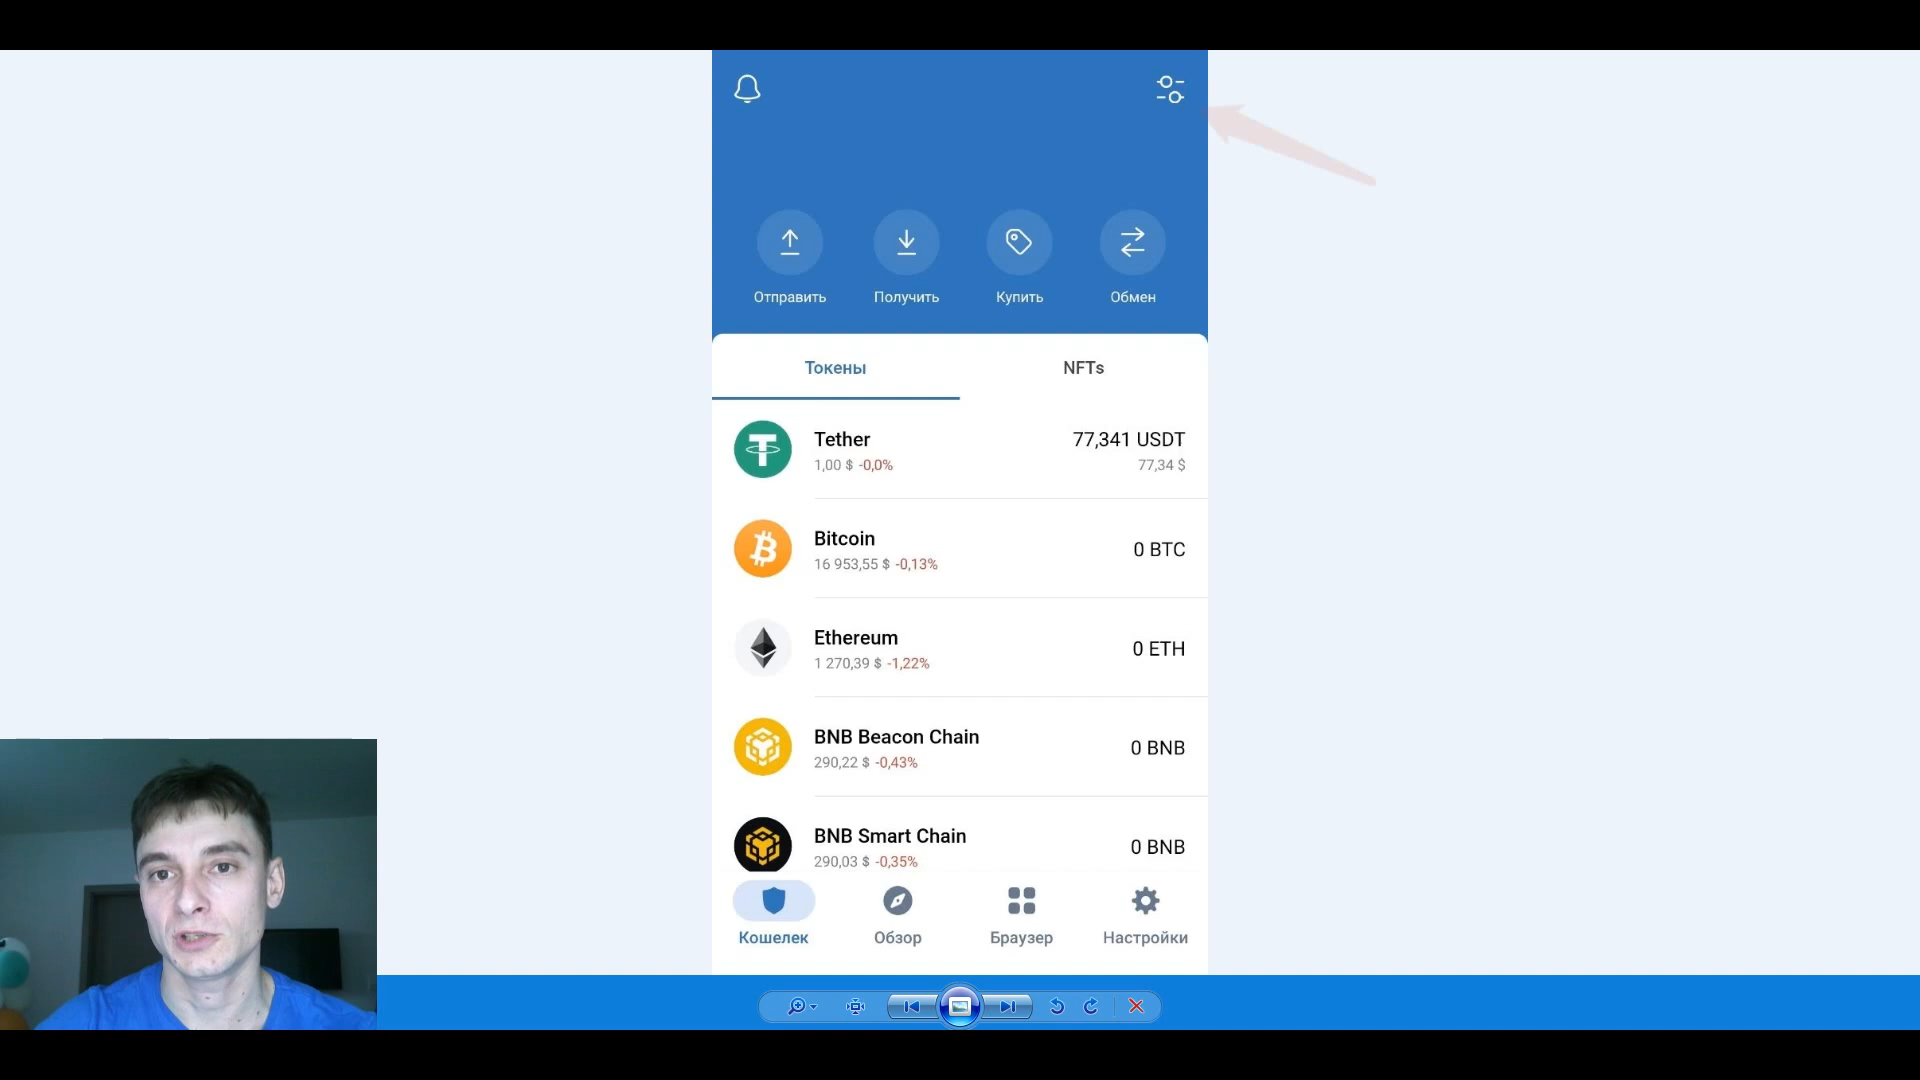 Отправить
Получить
Купить
Обмен
Токены
NFTs
Tether
77,341 USDT
1,00 $ -0,0%
77,34 $
Bitcoin
0 BTC
16 953,55 $ -0,13%
Ethereum
0 ETH
1 270,39 $ -1,22%
BNB Beacon Chain
0 BNB
290,22 $ -0,43%
BNB Smart Chain
0 BNB
290,03 $ -0,35%
Кошелек
Обзор
Браузер
Настройки